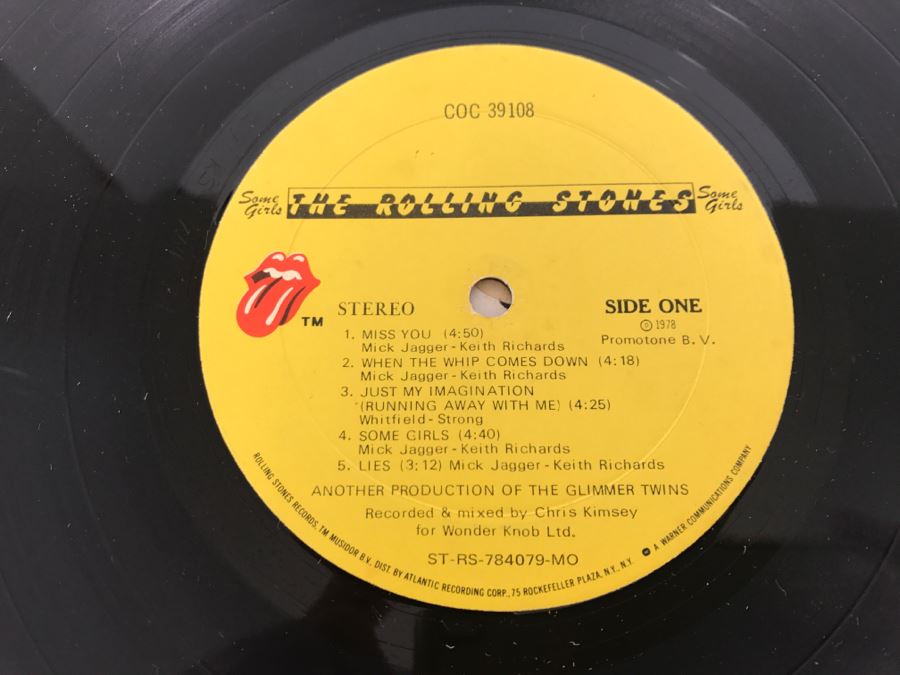 COC 39108
Some Girls THE ROLLING STONES Some Girls
TM
STEREO
SIDE ONE
℗ 1978
Promotone B.V.
1. MISS YOU (4:50)
Mick Jagger - Keith Richards
2. WHEN THE WHIP COMES DOWN (4:18)
Mick Jagger - Keith Richards
3. JUST MY IMAGINATION
(RUNNING AWAY WITH ME) (4:25)
Whitfield - Strong
4. SOME GIRLS (4:40)
Mick Jagger - Keith Richards
5. LIES (3:12) Mick Jagger - Keith Richards
ANOTHER PRODUCTION OF THE GLIMMER TWINS
Recorded & mixed by Chris Kimsey
for Wonder Knob Ltd.
ST-RS-784079-MO
ROLLING STONES RECORDS, TM MUSIDOR B.V. DIST. BY ATLANTIC RECORDING CORP., 75 ROCKEFELLER PLAZA, N.Y., N.Y. A WARNER COMMUNICATIONS COMPANY